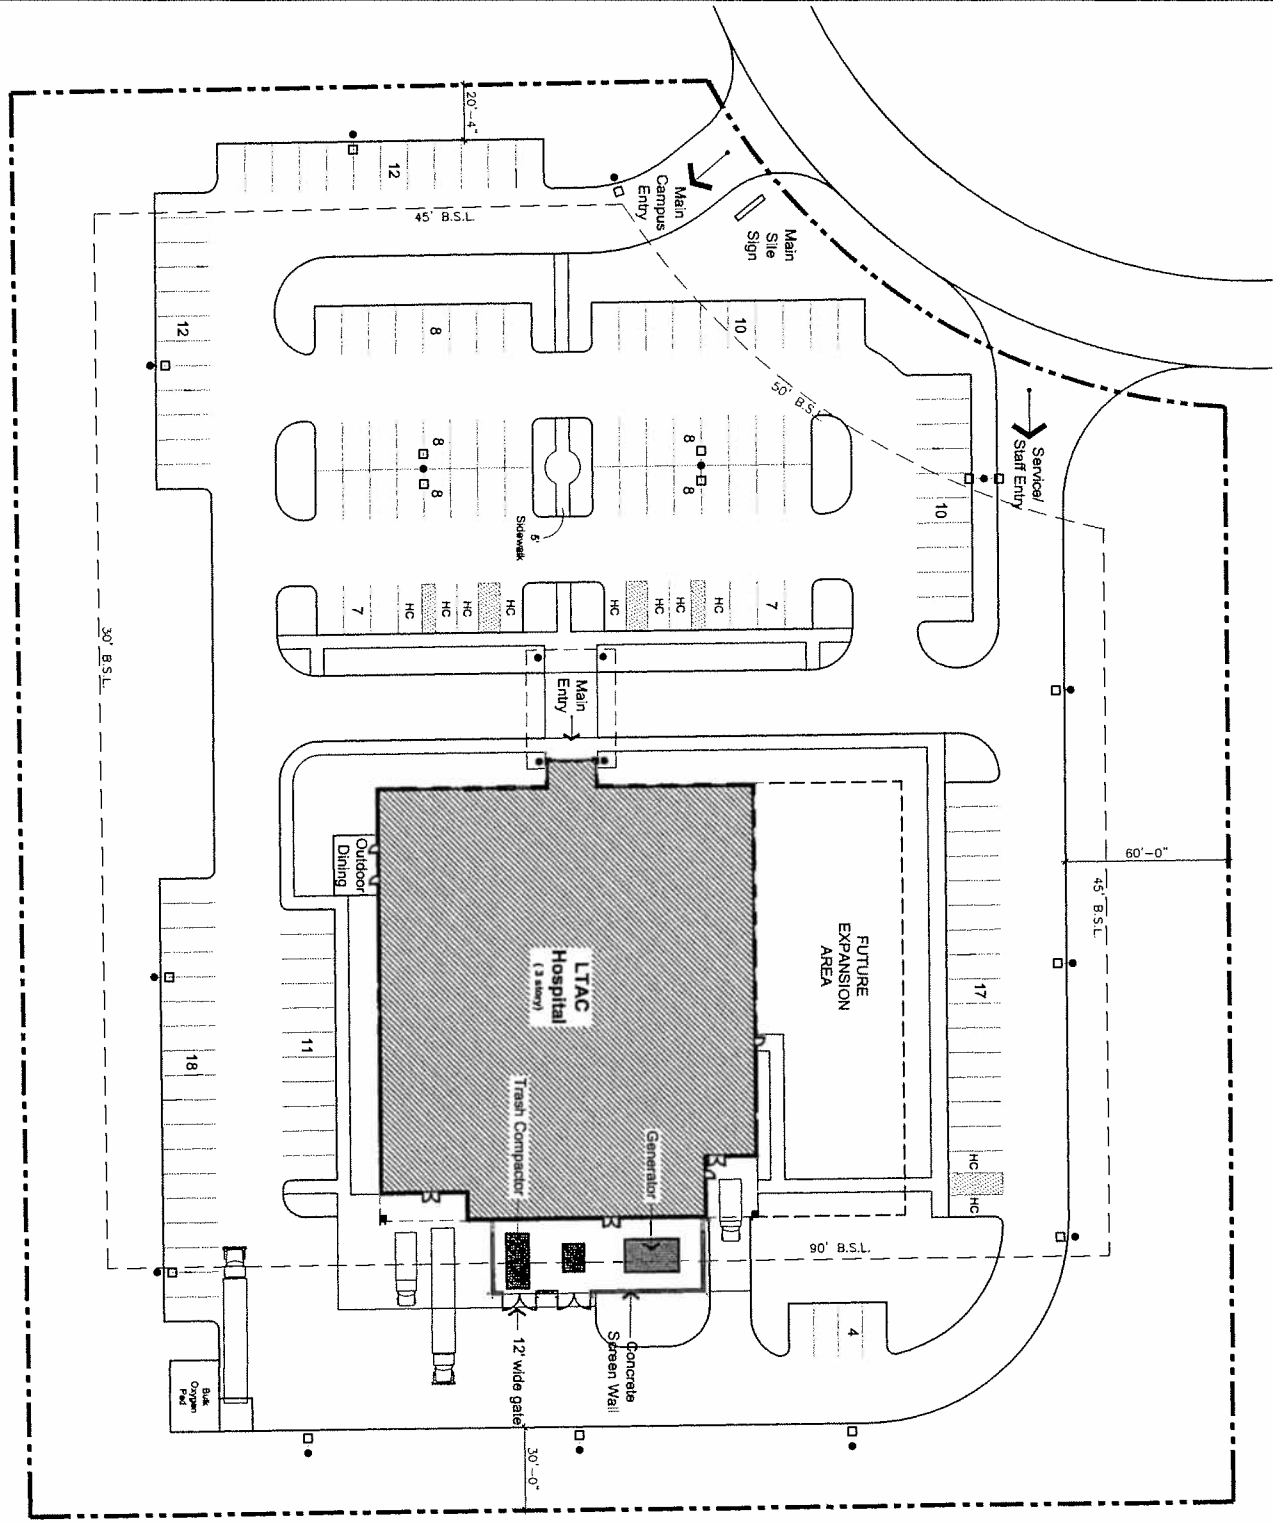 20'-4"
12
Main
Campus
Entry
Main
Site
Sign
45' B.S.L.
12
8
10
50' B.S.L.
Service/
Staff Entry
8
8
8
8
10
5'
Sidewalk
7
HC
HC
HC
HC
HC
HC
HC
HC
7
30' B.S.L.
Main
Entry
60'-0"
45' B.S.L.
Outdoor
Dining
FUTURE
EXPANSION
AREA
LTAC
Hospital
( 3 story)
17
11
18
Trash Compactor
Generator
HC
HC
90' B.S.L.
4
Concrete
Screen Wall
12' wide gate
Bulk
Oxygen
Pad
30'-0"